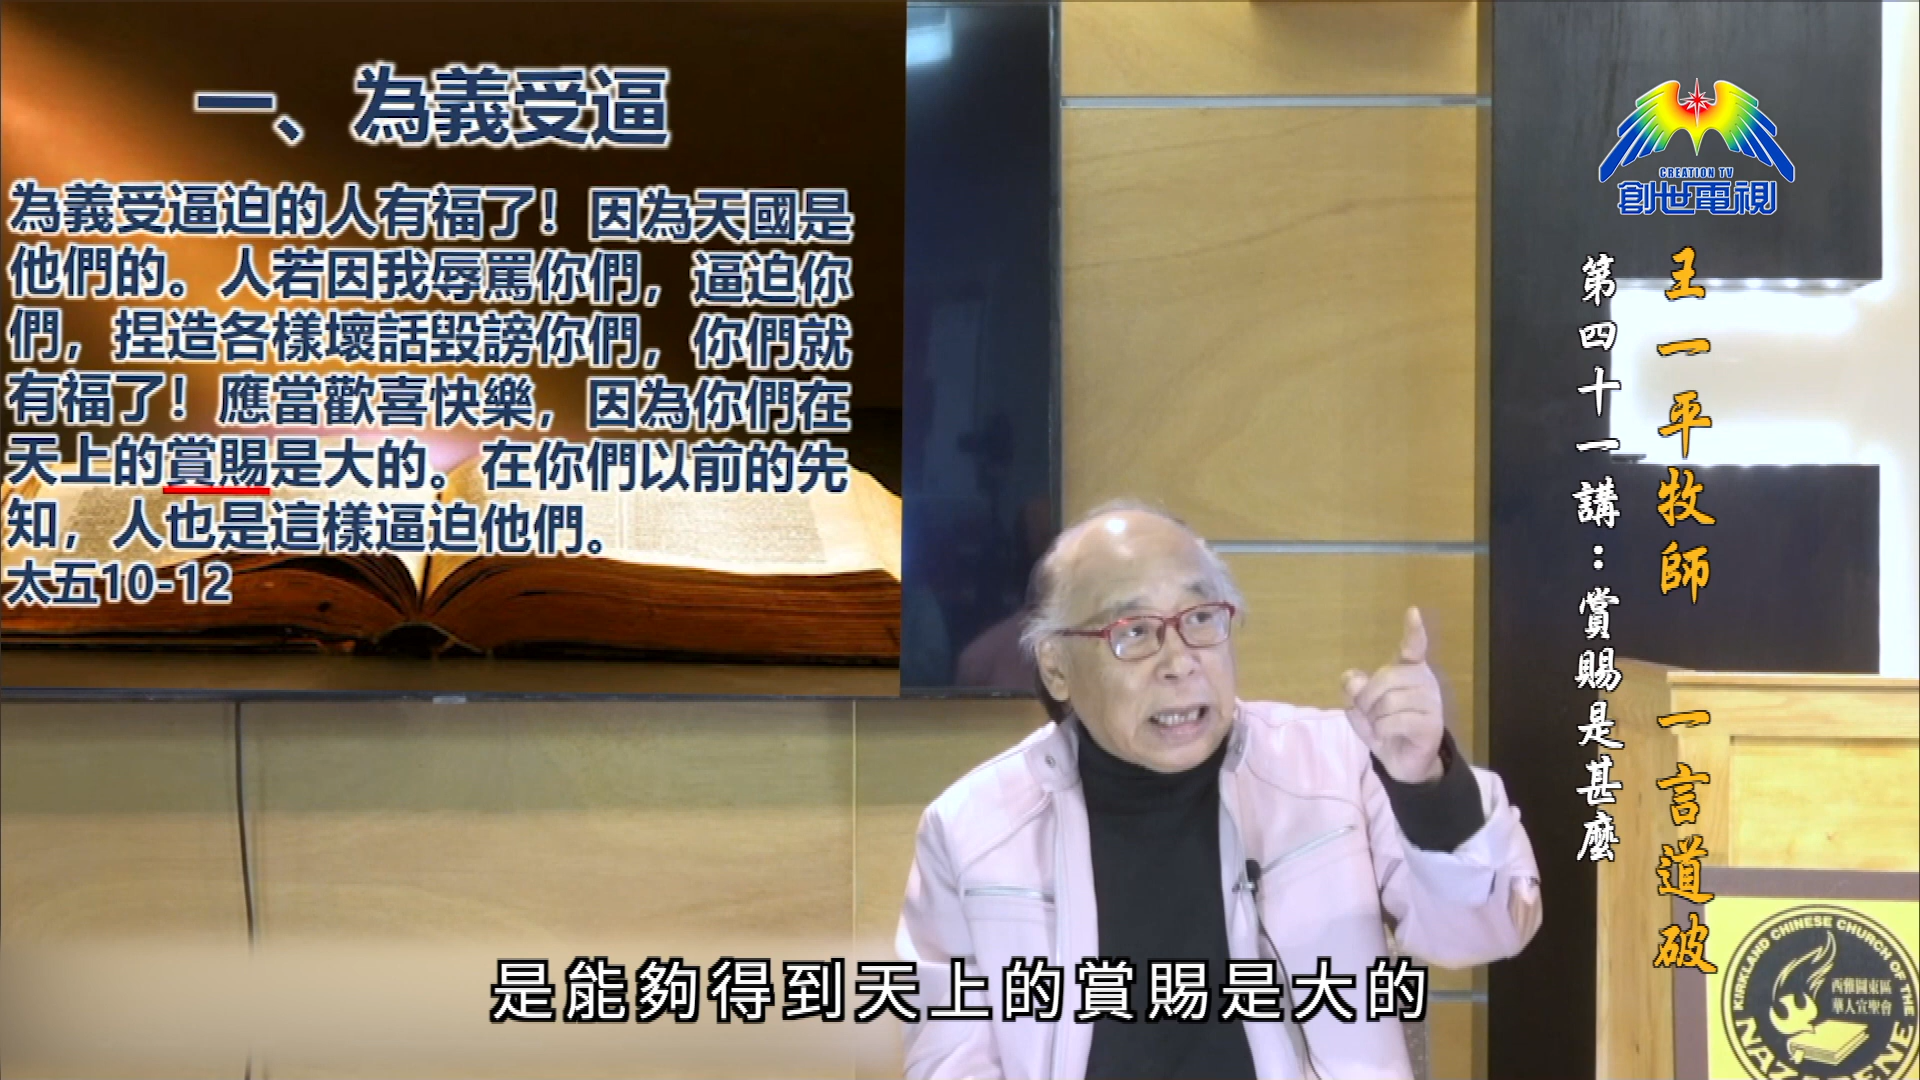 一、為義受逼
為義受逼迫的人有福了！因為天國是
他們的。人若因我辱罵你們，逼迫你
們，捏造各樣壞話毀謗你們，你們就
有福了！應當歡喜快樂，因為你們在
天上的賞賜是大的。在你們以前的先
知，人也是這樣逼迫他們。
太五10-12
CREATION TV
創世電視
王一平牧師 一言道破
第四十一講：賞賜是甚麼
KIRKLAND CHINESE CHURCH OF THE
西雅圖東區
華人宣聖會
是能夠得到天上的賞賜是大的